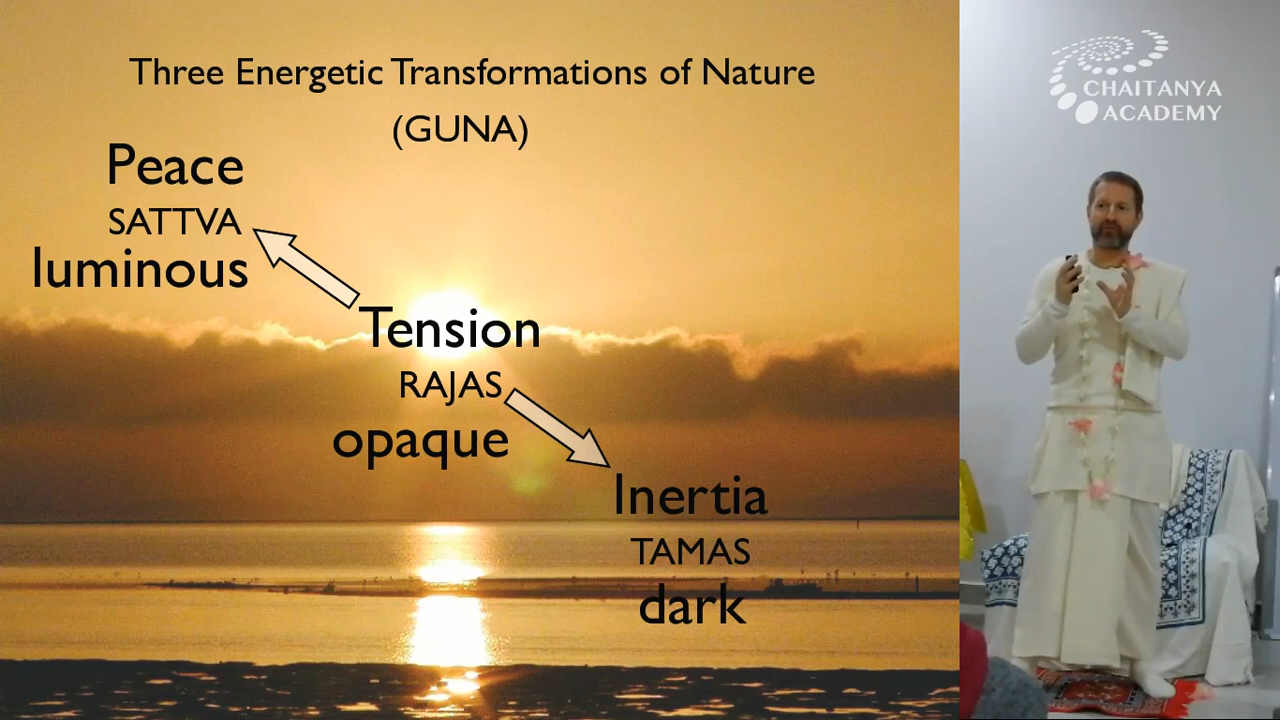 Three Energetic Transformations of Nature
(GUNA)
Peace
SATTVA
luminous
Tension
RAJAS
opaque
Inertia
TAMAS
dark
CHAITANYA
ACADEMY